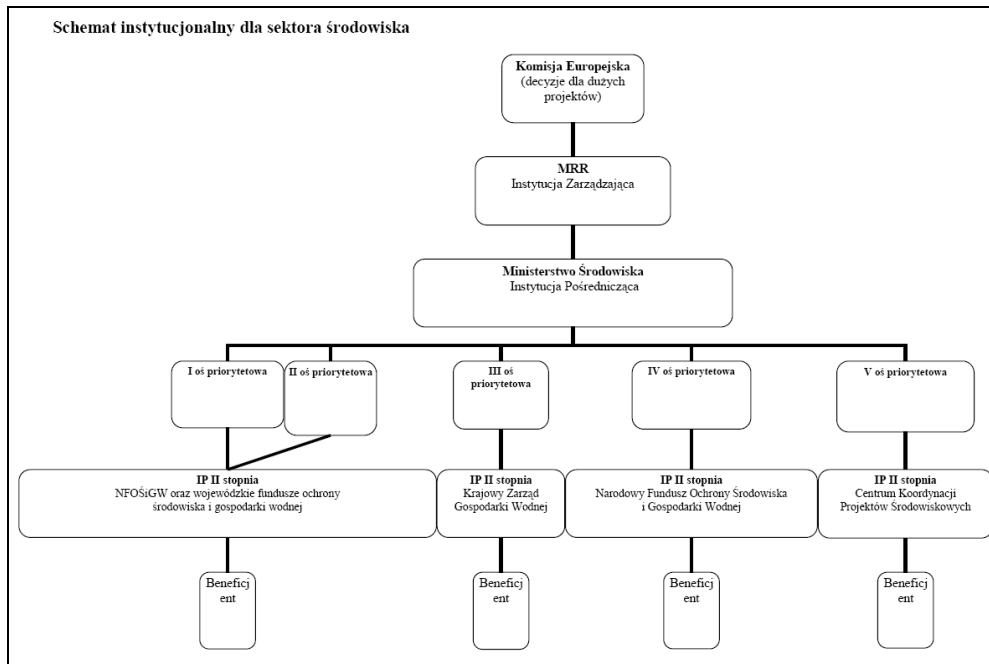 Schemat instytucjonalny dla sektora środowiska
Komisja Europejska
(decyzje dla dużych
projektów)
MRR
Instytucja Zarządzająca
Ministerstwo Środowiska
Instytucja Pośrednicząca
I oś priorytetowa
II oś priorytetowa
III oś
priorytetowa
IV oś priorytetowa
V oś priorytetowa
IP II stopnia
NFOŚiGW oraz wojewódzkie fundusze ochrony
środowiska i gospodarki wodnej
IP II stopnia
Krajowy Zarząd
Gospodarki Wodnej
IP II stopnia
Narodowy Fundusz Ochrony Środowiska
i Gospodarki Wodnej
IP II stopnia
Centrum Koordynacji
Projektów Środowiskowych
Beneficj
ent
Beneficj
ent
Beneficj
ent
Beneficj
ent